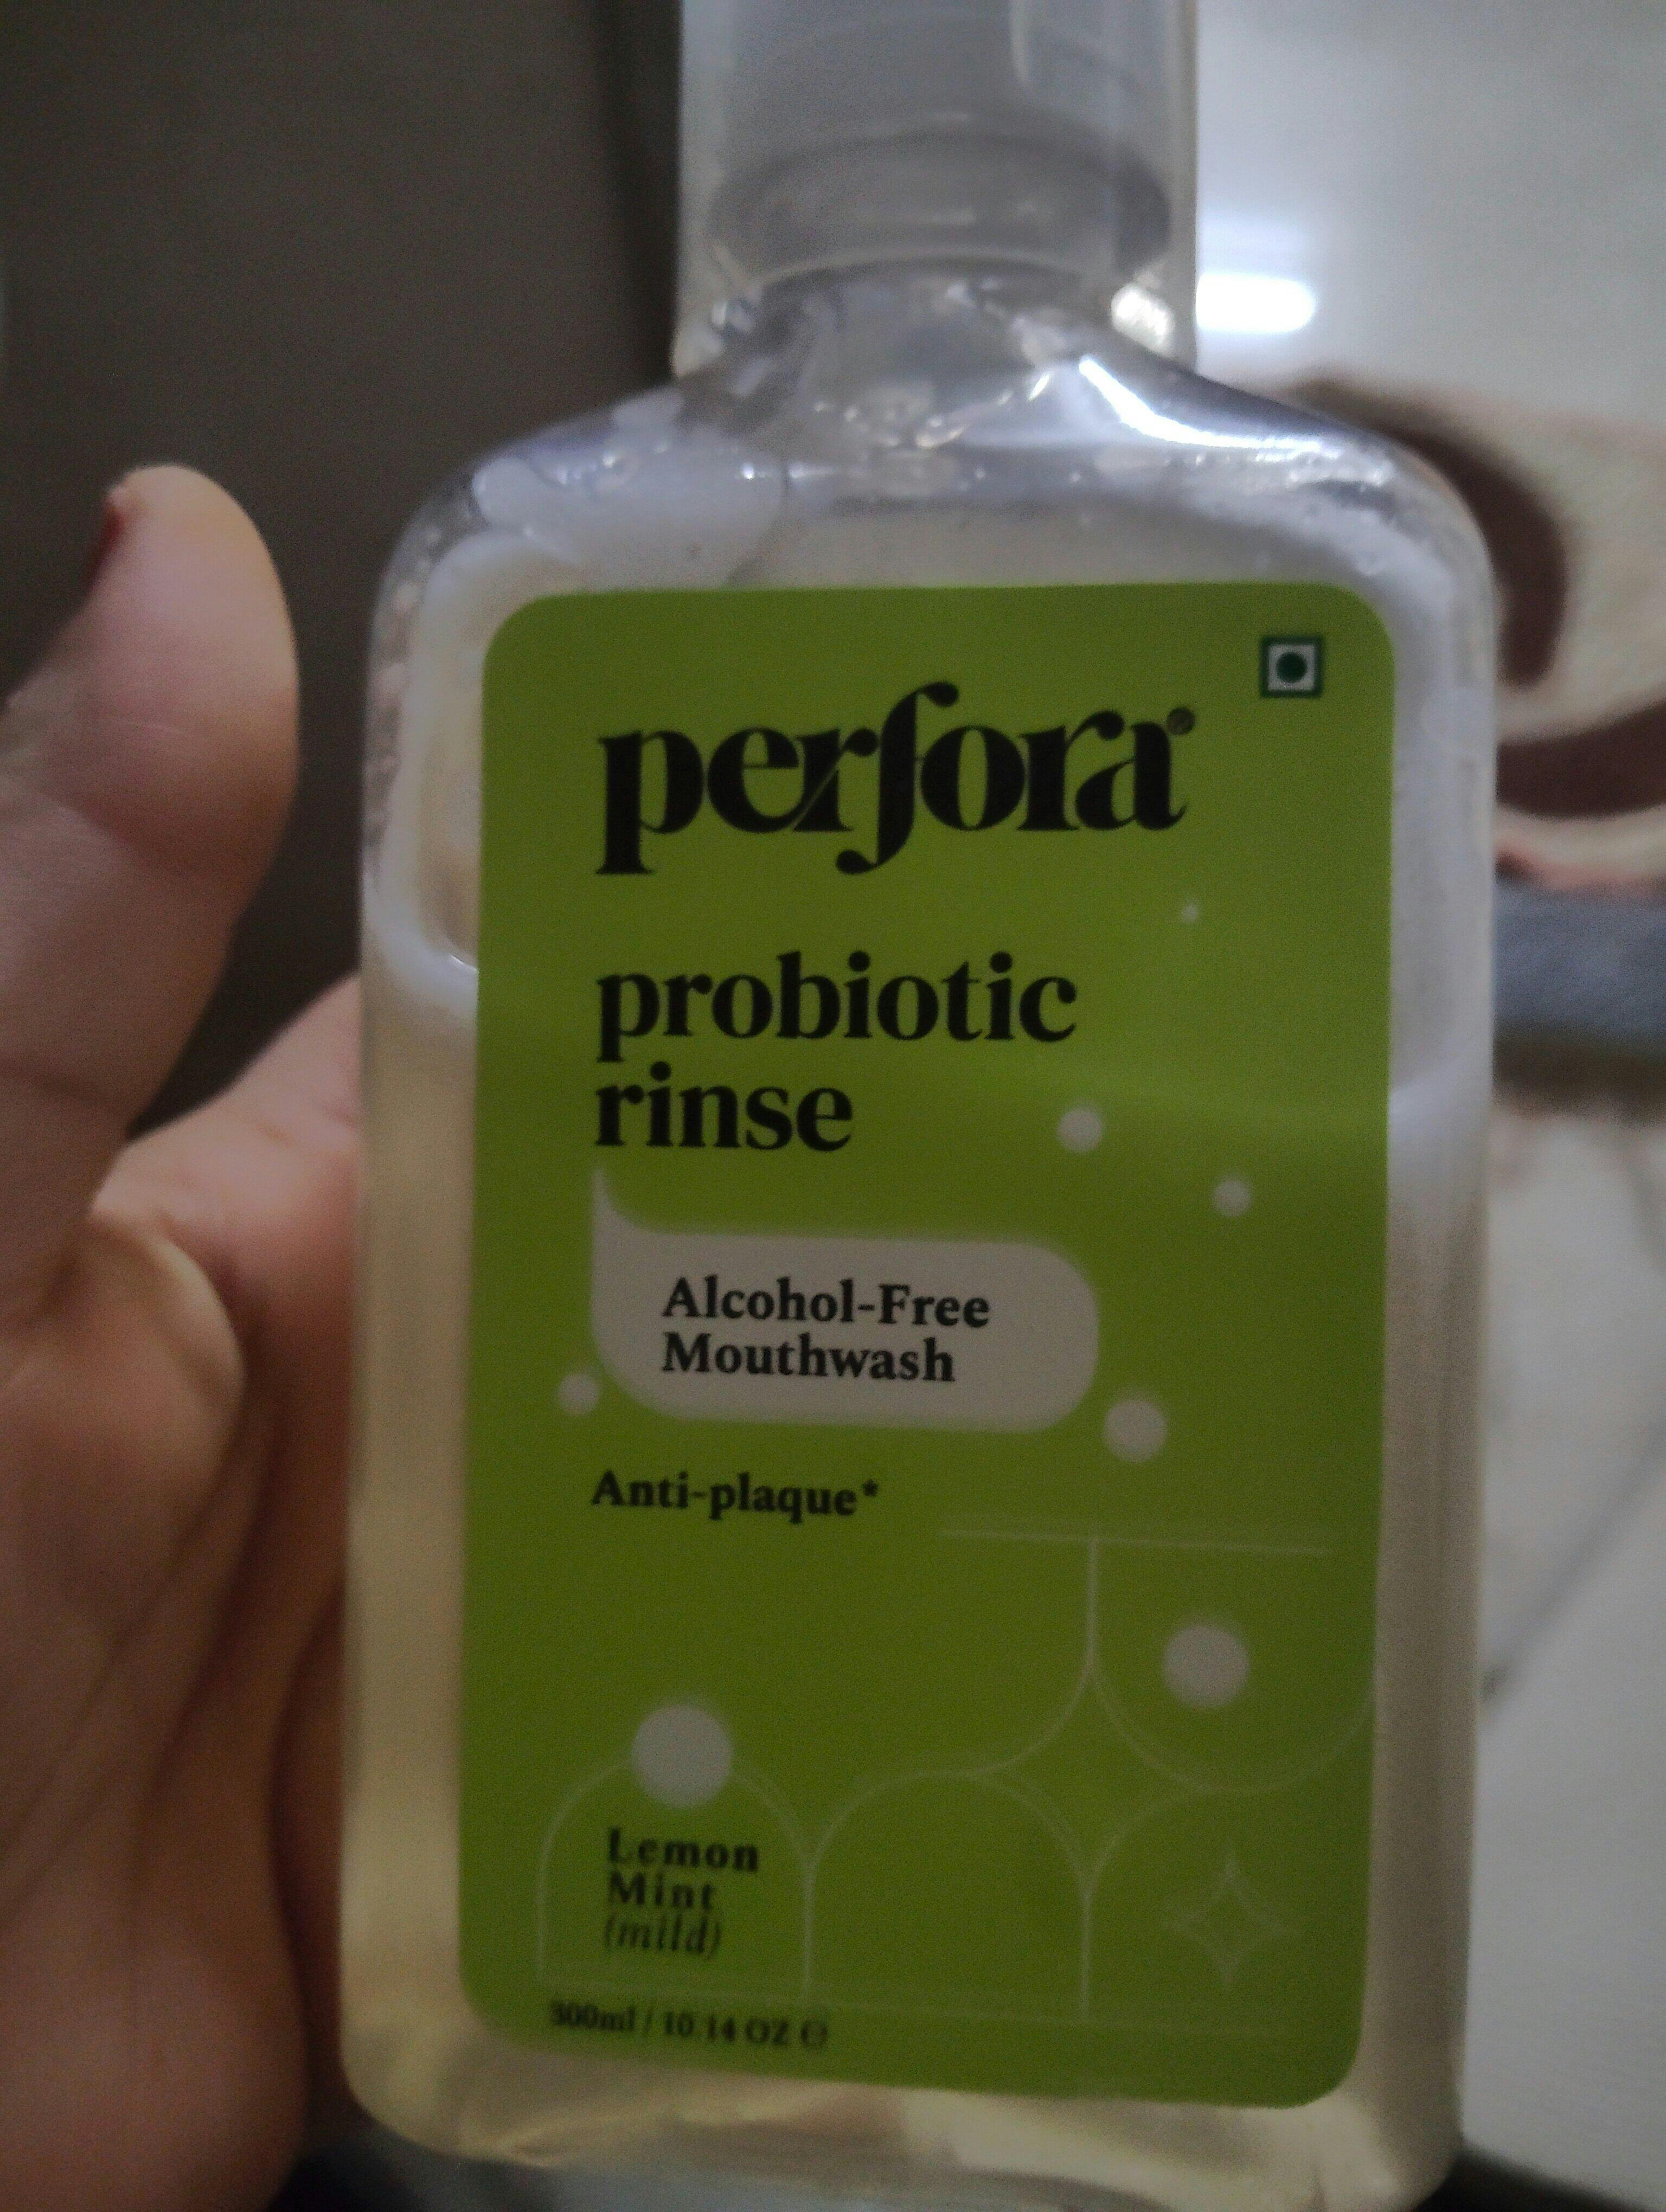 perfora®
probiotic
rinse
Alcohol-Free
Mouthwash
Anti-plaque*
Lemon
Mint
(mild)
300ml / 10.14 OZ ℮